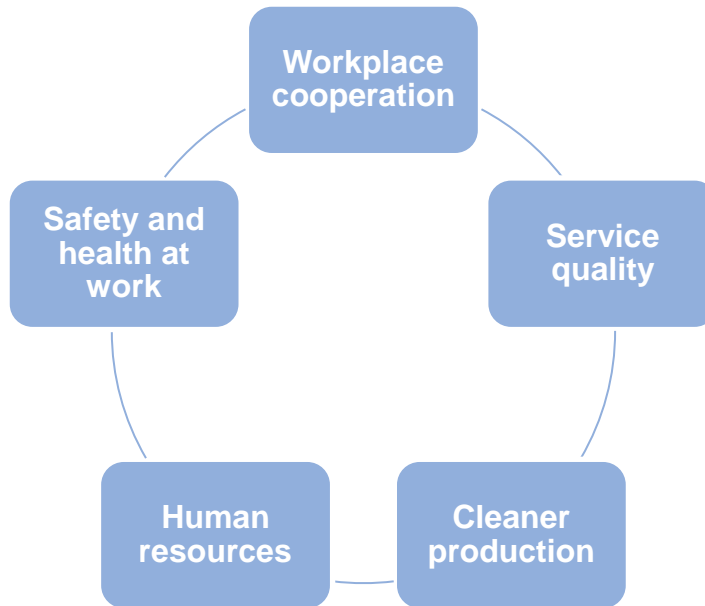 Workplace
cooperation
Service
quality
Cleaner
production
Human
resources
Safety and
health at
work